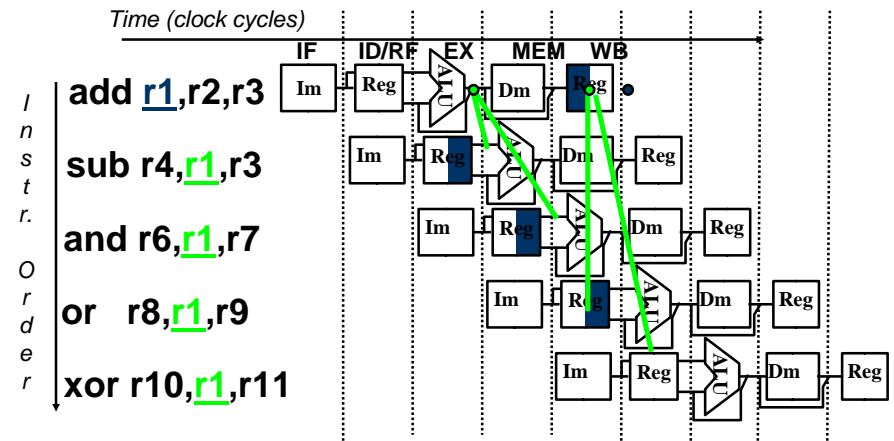 Time (clock cycles)
IF ID/RF EX MEM WB
Instr. Order
add r1,r2,r3 Im Reg ALU Dm Reg
sub r4,r1,r3 Im Reg ALU Dm Reg
and r6,r1,r7 Im Reg ALU Dm Reg
or r8,r1,r9 Im Reg ALU Dm Reg
xor r10,r1,r11 Im Reg ALU Dm Reg